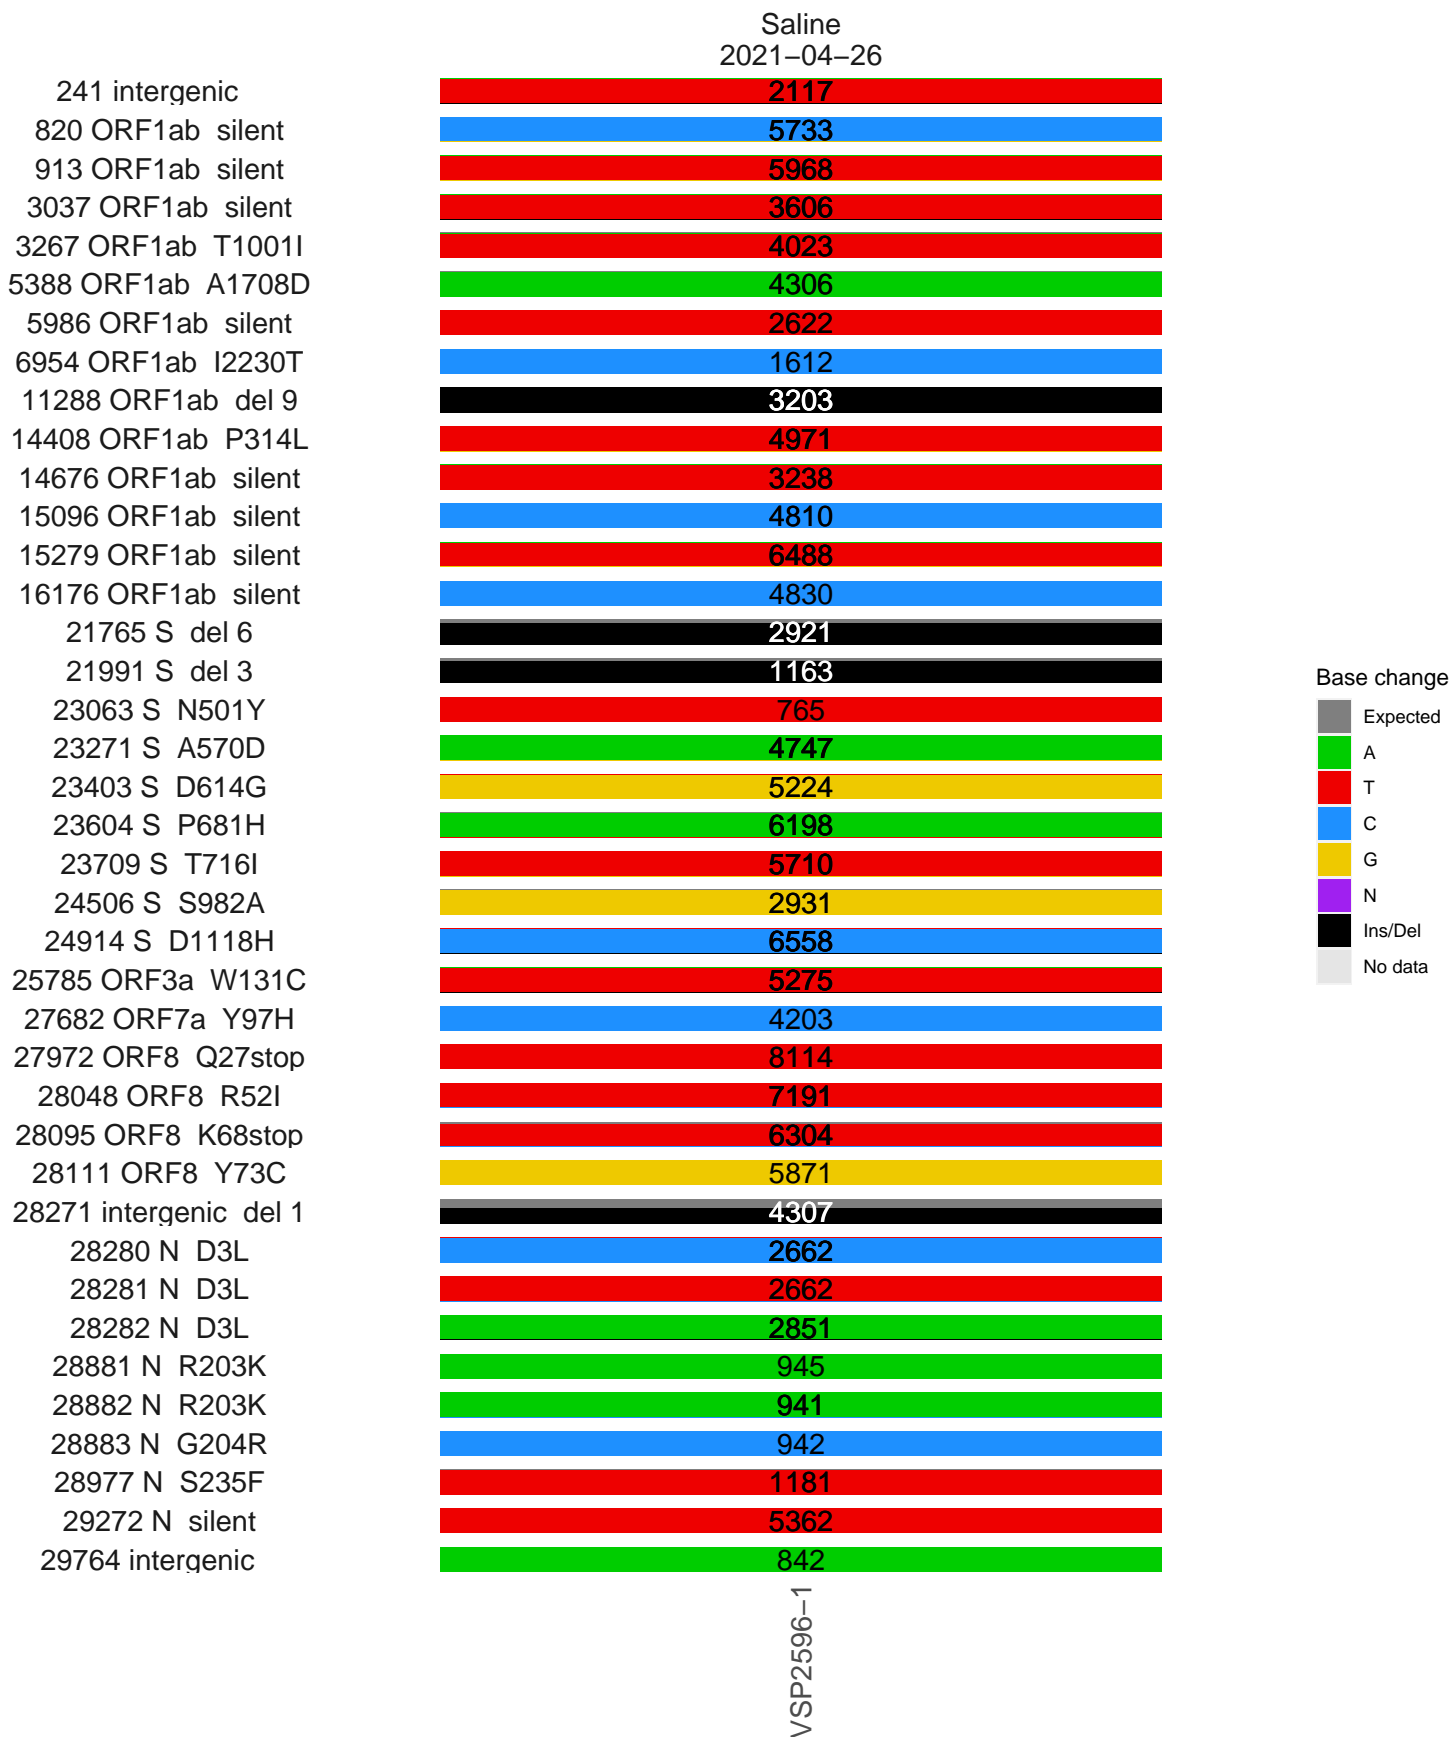 Saline
2021−04−26
241 intergenic 2117
820 ORF1ab silent 5733
913 ORF1ab silent 5968
3037 ORF1ab silent 3606
3267 ORF1ab T1001I 4023
5388 ORF1ab A1708D 4306
5986 ORF1ab silent 2622
6954 ORF1ab I2230T 1612
11288 ORF1ab del 9 3203
14408 ORF1ab P314L 4971
14676 ORF1ab silent 3238
15096 ORF1ab silent 4810
15279 ORF1ab silent 6488
16176 ORF1ab silent 4830
21765 S del 6 2921
21991 S del 3 1163
23063 S N501Y 765
23271 S A570D 4747
23403 S D614G 5224
23604 S P681H 6198
23709 S T716I 5710
24506 S S982A 2931
24914 S D1118H 6558
25785 ORF3a W131C 5275
27682 ORF7a Y97H 4203
27972 ORF8 Q27stop 8114
28048 ORF8 R52I 7191
28095 ORF8 K68stop 6304
28111 ORF8 Y73C 5871
28271 intergenic del 1 4307
28280 N D3L 2662
28281 N D3L 2662
28282 N D3L 2851
28881 N R203K 945
28882 N R203K 941
28883 N G204R 942
28977 N S235F 1181
29272 N silent 5362
29764 intergenic 842
VSP2596−1
Base change
Expected
A
T
C
G
N
Ins/Del
No data